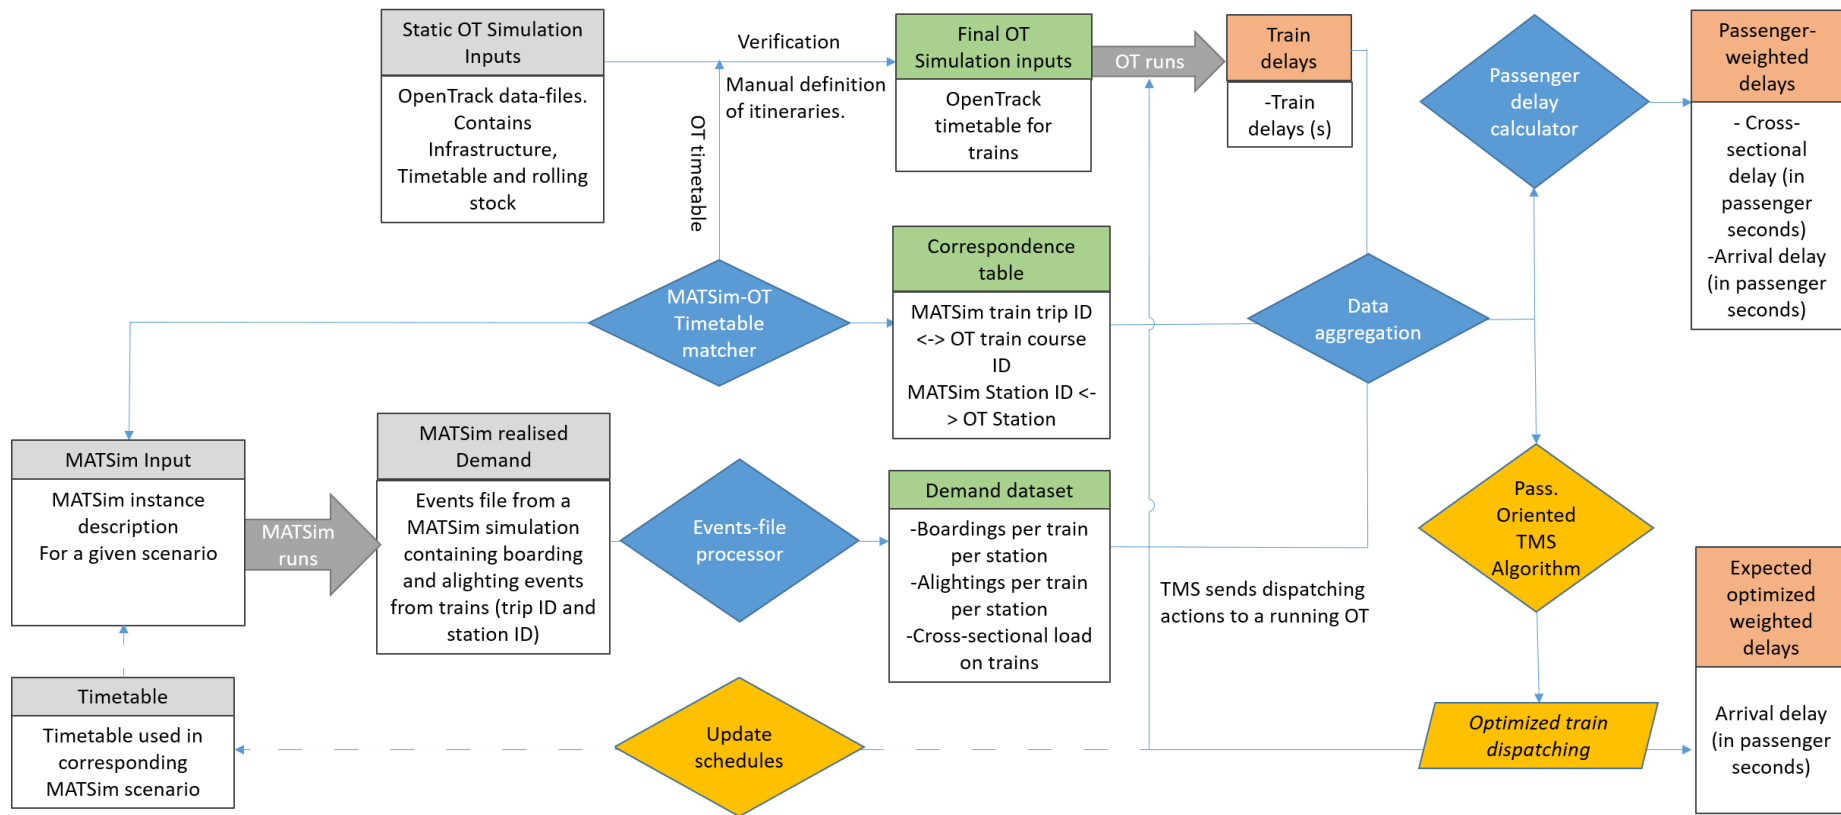 Static OT Simulation
Inputs
OpenTrack data-files.
Contains
Infrastructure,
Timetable and rolling
stock
Verification
Manual definition
of itineraries.
OT timetable
Final OT
Simulation inputs
OpenTrack
timetable for
trains
OT runs
Train
delays
-Train
delays (s)
Passenger
delay
calculator
Passenger-
weighted
delays
- Cross-
sectional
delay (in
passenger
seconds)
-Arrival delay
(in passenger
seconds)
MATSim-OT
Timetable
matcher
Correspondence
table
MATSim train trip ID
<-> OT train course
ID
MATSim Station ID <-
> OT Station
Data
aggregation
MATSim Input
MATSim instance
description
For a given scenario
MATSim
runs
MATSim realised
Demand
Events file from a
MATSim simulation
containing boarding
and alighting events
from trains (trip ID and
station ID)
Events-file
processor
Demand dataset
-Boardings per train
per station
-Alightings per train
per station
-Cross-sectional load
on trains
TMS sends dispatching
actions to a running OT
Pass.
Oriented
TMS
Algorithm
Expected
optimized
weighted
delays
Arrival delay
(in passenger
seconds)
Timetable
Timetable used in
corresponding
MATSim scenario
Update
schedules
Optimized train
dispatching